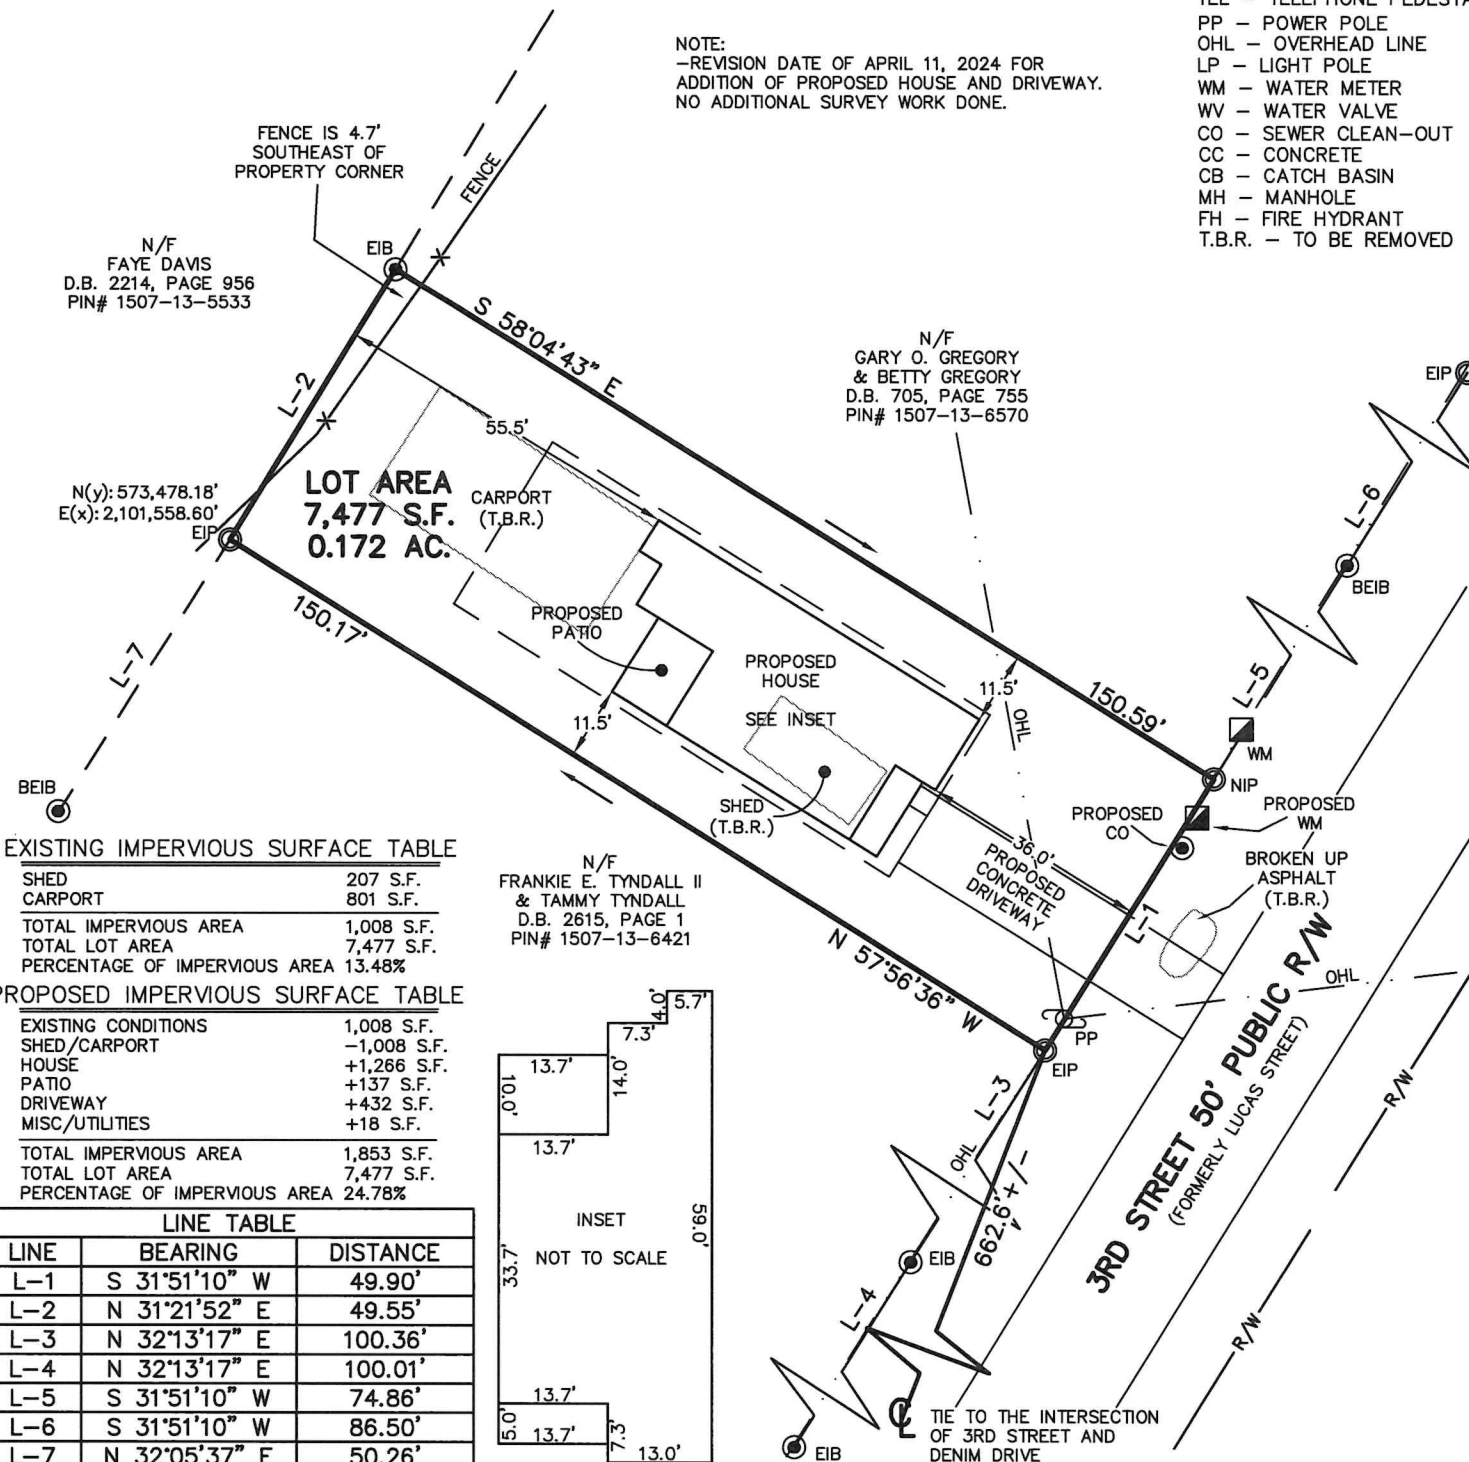 PP – POWER POLE
OHL – OVERHEAD LINE
LP – LIGHT POLE
WM – WATER METER
WV – WATER VALVE
CO – SEWER CLEAN–OUT
CC – CONCRETE
CB – CATCH BASIN
MH – MANHOLE
FH – FIRE HYDRANT
T.B.R. – TO BE REMOVED
NOTE:
–REVISION DATE OF APRIL 11, 2024 FOR
ADDITION OF PROPOSED HOUSE AND DRIVEWAY.
NO ADDITIONAL SURVEY WORK DONE.
FENCE IS 4.7'
SOUTHEAST OF
PROPERTY CORNER
FENCE
EIB
N/F
FAYE DAVIS
D.B. 2214, PAGE 956
PIN# 1507–13–5533
S 58°04'43" E
N/F
GARY O. GREGORY
& BETTY GREGORY
D.B. 705, PAGE 755
PIN# 1507–13–6570
EIP
L–2
55.5'
LOT AREA
7,477 S.F.
0.172 AC.
CARPORT
(T.B.R.)
N(y): 573,478.18'
E(x): 2,101,558.60'
EIP
L–6
BEIB
150.17'
PROPOSED
PATIO
PROPOSED
HOUSE
SEE INSET
11.5'
11.5'
OHL
150.59'
L–5
WM
NIP
L–7
BEIB
SHED
(T.B.R.)
PROPOSED
CO
PROPOSED
WM
36.0'
PROPOSED
CONCRETE
DRIVEWAY
BROKEN UP
ASPHALT
(T.B.R.)
L–1
N/F
FRANKIE E. TYNDALL II
& TAMMY TYNDALL
D.B. 2615, PAGE 1
PIN# 1507–13–6421
N 57°56'36" W
OHL
PP
EIP
3RD STREET 50' PUBLIC R/W
(FORMERLY LUCAS STREET)
R/W
R/W
L–3
OHL
662.6'+/–
EIB
L–4
EIB
CL
TIE TO THE INTERSECTION
OF 3RD STREET AND
DENIM DRIVE
EXISTING IMPERVIOUS SURFACE TABLE
SHED 207 S.F.
CARPORT 801 S.F.
TOTAL IMPERVIOUS AREA 1,008 S.F.
TOTAL LOT AREA 7,477 S.F.
PERCENTAGE OF IMPERVIOUS AREA 13.48%
PROPOSED IMPERVIOUS SURFACE TABLE
EXISTING CONDITIONS 1,008 S.F.
SHED/CARPORT –1,008 S.F.
HOUSE +1,266 S.F.
PATIO +137 S.F.
DRIVEWAY +432 S.F.
MISC/UTILITIES +18 S.F.
TOTAL IMPERVIOUS AREA 1,853 S.F.
TOTAL LOT AREA 7,477 S.F.
PERCENTAGE OF IMPERVIOUS AREA 24.78%
LINE TABLE
LINE BEARING DISTANCE
L–1 S 31°51'10" W 49.90'
L–2 N 31°21'52" E 49.55'
L–3 N 32°13'17" E 100.36'
L–4 N 32°13'17" E 100.01'
L–5 S 31°51'10" W 74.86'
L–6 S 31°51'10" W 86.50'
L–7 N 32°05'37" E 50.26'
4.0'
5.7'
7.3'
13.7'
10.0'
14.0'
13.7'
INSET
NOT TO SCALE
33.7'
59.0'
13.7'
5.0'
13.7'
7.3'
13.0'